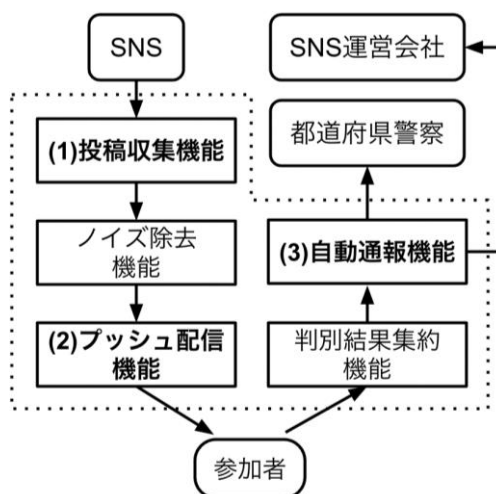 SNS
SNS運営会社
(1)投稿収集機能
都道府県警察
ノイズ除去
機能
(3)自動通報機能
(2)プッシュ配信
機能
判別結果集約
機能
参加者